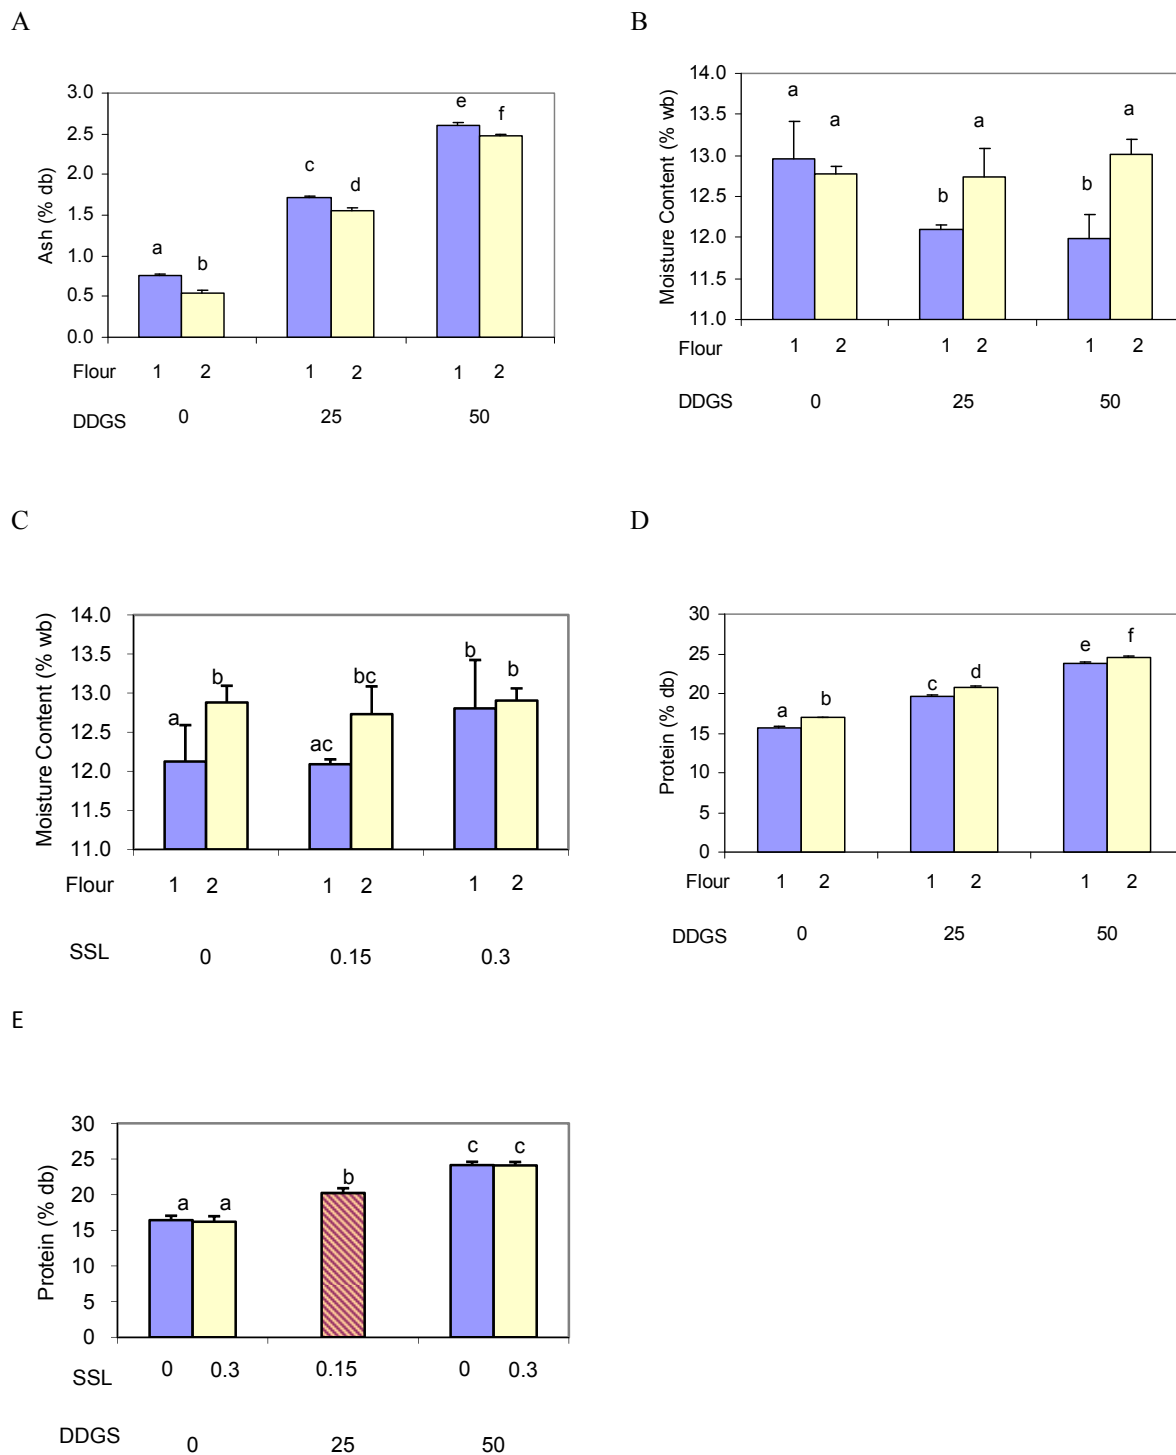 A
B
3.0
2.5
2.0
1.5
1.0
0.5
0.0
Ash (% db)
a
b
c
d
e
f
Flour 1 2 1 2 1 2
DDGS 0 25 50
14.0
13.5
13.0
12.5
12.0
11.5
11.0
Moisture Content (% wb)
a
a
b
a
b
a
Flour 1 2 1 2 1 2
DDGS 0 25 50
C
D
14.0
13.5
13.0
12.5
12.0
11.5
11.0
Moisture Content (% wb)
a
b
ac
bc
b
b
Flour 1 2 1 2 1 2
SSL 0 0.15 0.3
30
25
20
15
10
5
0
Protein (% db)
a
b
c
d
e
f
Flour 1 2 1 2 1 2
DDGS 0 25 50
E
30
25
20
15
10
5
0
Protein (% db)
a
a
b
c
c
SSL 0 0.3 0.15 0 0.3
DDGS 0 25 50